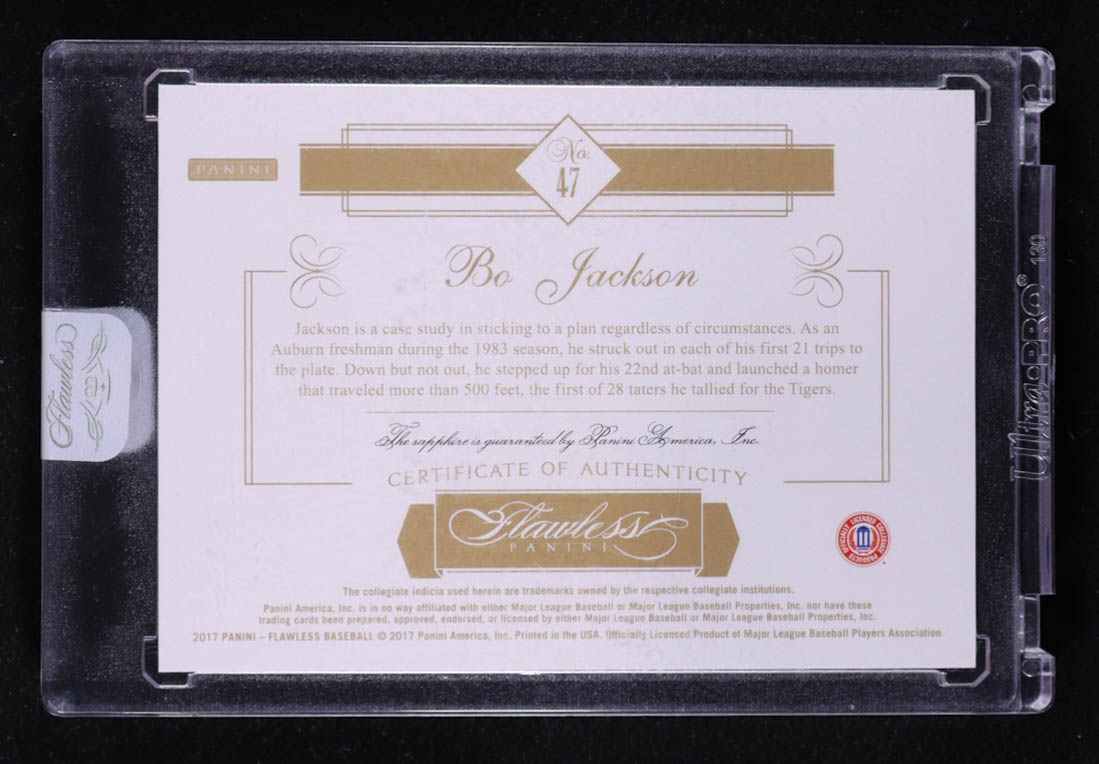 PANINI
No.
47
Bo Jackson
Jackson is a case study in sticking to a plan regardless of circumstances. As an
Auburn freshman during the 1983 season, he struck out in each of his first 21 trips to
the plate. Down but not out, he stepped up for his 22nd at-bat and launched a homer
that traveled more than 500 feet, the first of 28 taters he tallied for the Tigers.
The sapphire is guaranteed by Panini America, Inc.
CERTIFICATE OF AUTHENTICITY
Flawless
PANINI
OFFICIALLY LICENSED COLLEGIATE PRODUCTS
The collegiate indicia used herein are trademarks owned by the respective collegiate institutions.
Panini America, Inc. is in no way affiliated with either Major League Baseball or Major League Baseball Properties, Inc. nor have these
trading cards been prepared, approved, endorsed, or licensed by either Major League Baseball or Major League Baseball Properties, Inc.
2017 PANINI – FLAWLESS BASEBALL © 2017 Panini America, Inc. Printed in the USA. Officially Licensed Product of Major League Baseball Players Association
Flawless
Ultra•PRO® 130